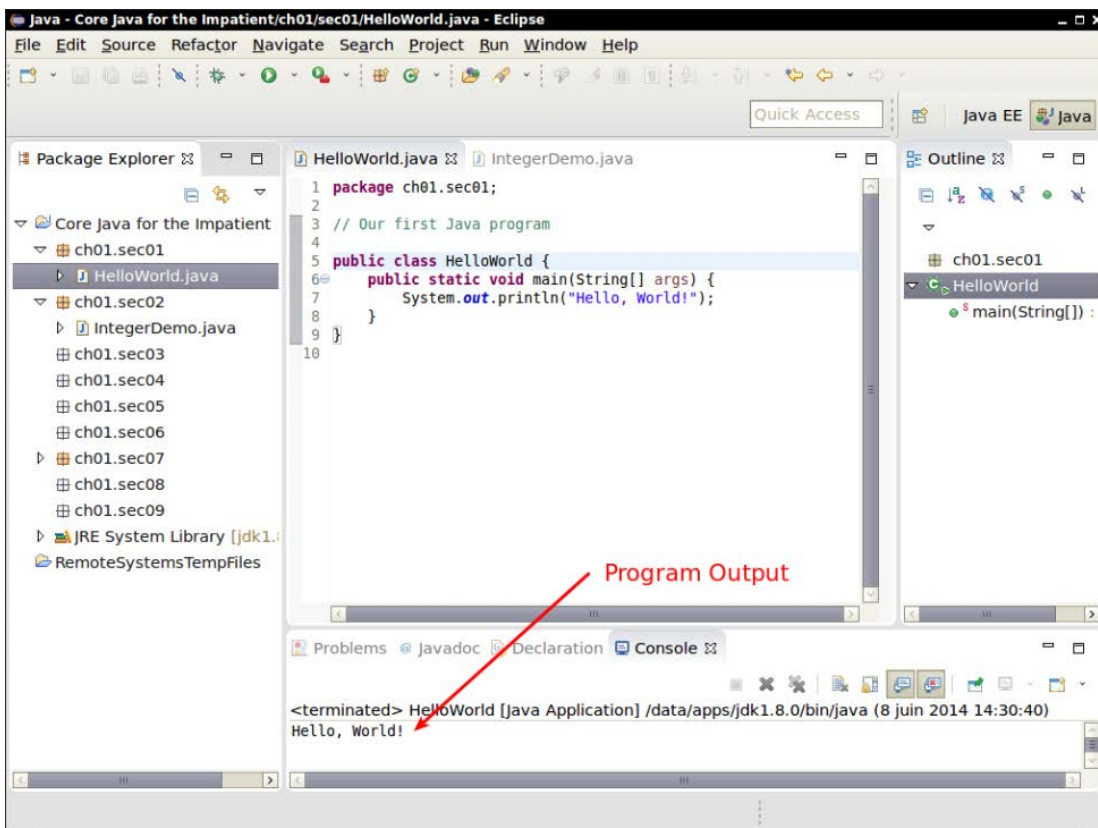 Java - Core Java for the Impatient/ch01/sec01/HelloWorld.java - Eclipse
File Edit Source Refactor Navigate Search Project Run Window Help
Quick Access
Java EE
Java
Package Explorer
Core Java for the Impatient
ch01.sec01
HelloWorld.java
ch01.sec02
IntegerDemo.java
ch01.sec03
ch01.sec04
ch01.sec05
ch01.sec06
ch01.sec07
ch01.sec08
ch01.sec09
JRE System Library [jdk1.
RemoteSystemsTempFiles
HelloWorld.java IntegerDemo.java
1 package ch01.sec01;
2
3 // Our first Java program
4
5 public class HelloWorld {
6 public static void main(String[] args) {
7 System.out.println("Hello, World!");
8 }
9 }
10
Program Output
Outline
ch01.sec01
HelloWorld
main(String[]) :
Problems Javadoc Declaration Console
<terminated> HelloWorld [Java Application] /data/apps/jdk1.8.0/bin/java (8 juin 2014 14:30:40)
Hello, World!